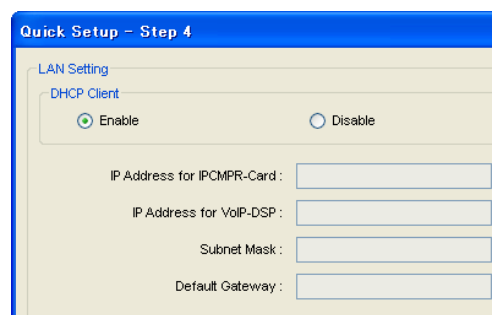 Quick Setup - Step 4
LAN Setting
DHCP Client
Enable
Disable
IP Address for IPCMPR-Card :
IP Address for VoIP-DSP :
Subnet Mask :
Default Gateway :